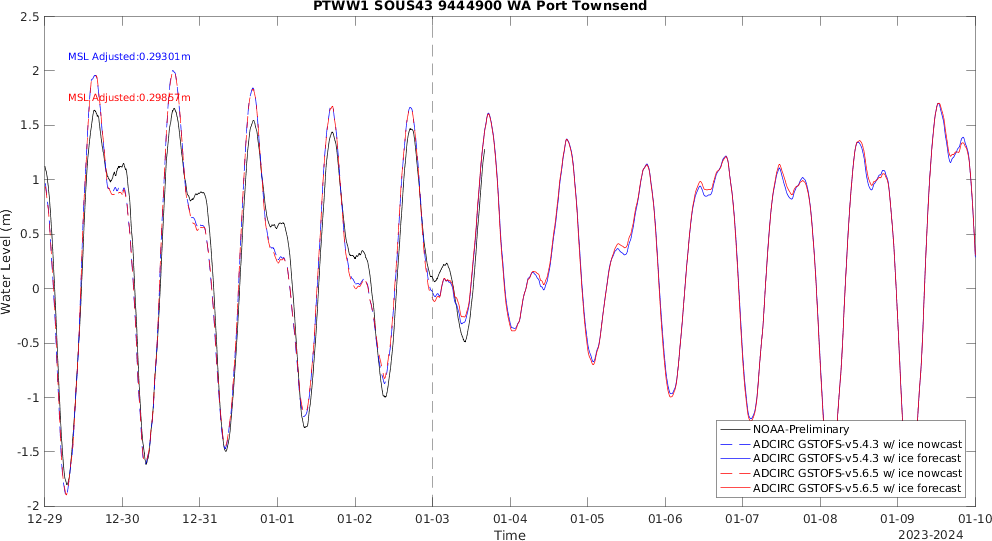 PTWW1 SOUS43 9444900 WA Port Townsend
2.5
2
1.5
1
0.5
0
-0.5
-1
-1.5
-2
Water Level (m)
MSL Adjusted:0.29301m
MSL Adjusted:0.29857m
NOAA-Preliminary
ADCIRC GSTOFS-v5.4.3 w/ ice nowcast
ADCIRC GSTOFS-v5.4.3 w/ ice forecast
ADCIRC GSTOFS-v5.6.5 w/ ice nowcast
ADCIRC GSTOFS-v5.6.5 w/ ice forecast
12-29 12-30 12-31 01-01 01-02 01-03 01-04 01-05 01-06 01-07 01-08 01-09 01-10
Time
2023-2024